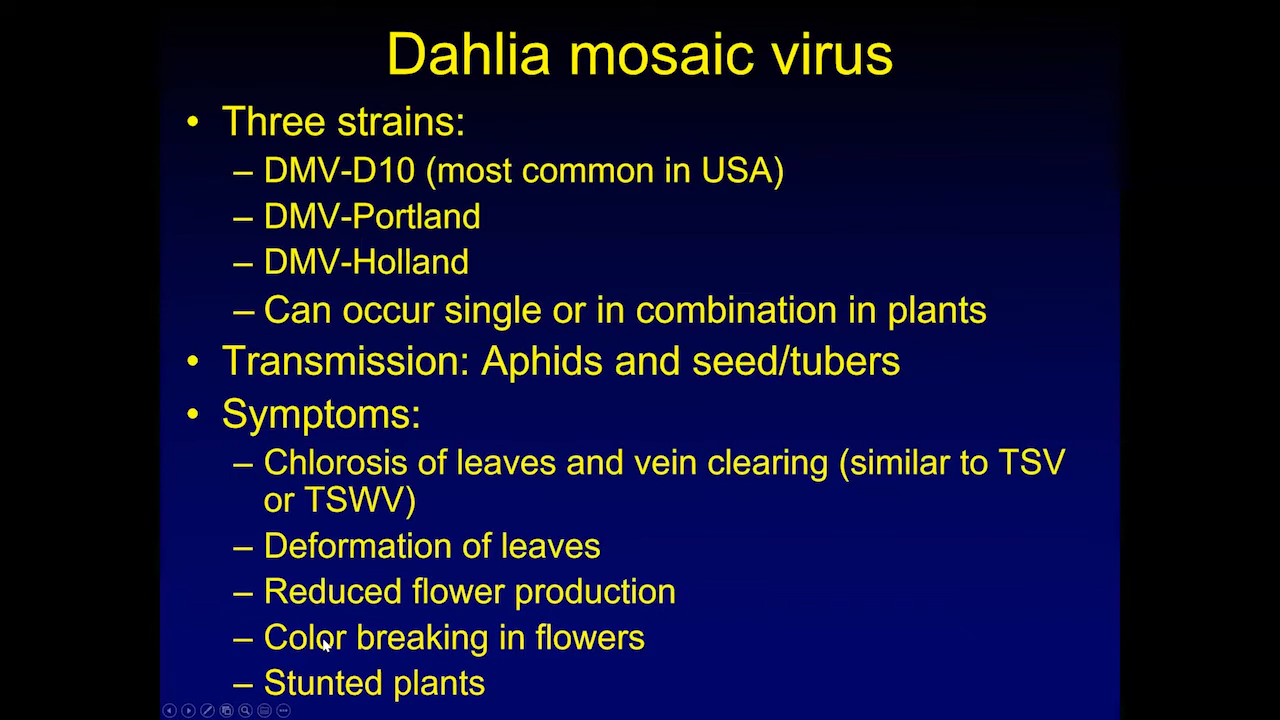 Dahlia mosaic virus
• Three strains:
– DMV-D10 (most common in USA)
– DMV-Portland
– DMV-Holland
– Can occur single or in combination in plants
• Transmission: Aphids and seed/tubers
• Symptoms:
– Chlorosis of leaves and vein clearing (similar to TSV
or TSWV)
– Deformation of leaves
– Reduced flower production
– Color breaking in flowers
– Stunted plants